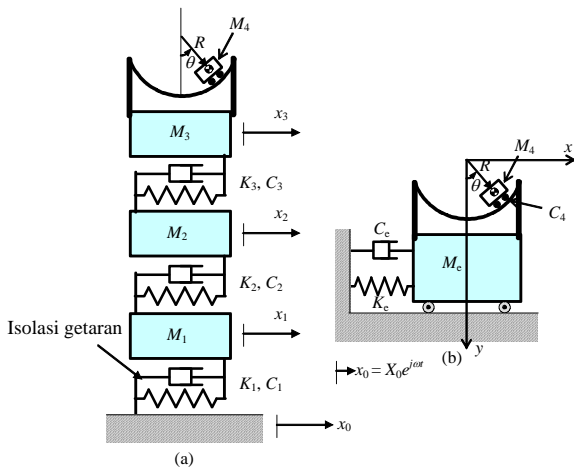 M₄
R
θ
x₃
M₃
K₃, C₃
x₂
M₂
K₂, C₂
x₁
Isolasi getaran
M₁
K₁, C₁
x₀
(a)
x
M₄
R
θ
C₄
Cₑ
Mₑ
Kₑ
y
(b)
x₀ = X₀e^{jωt}